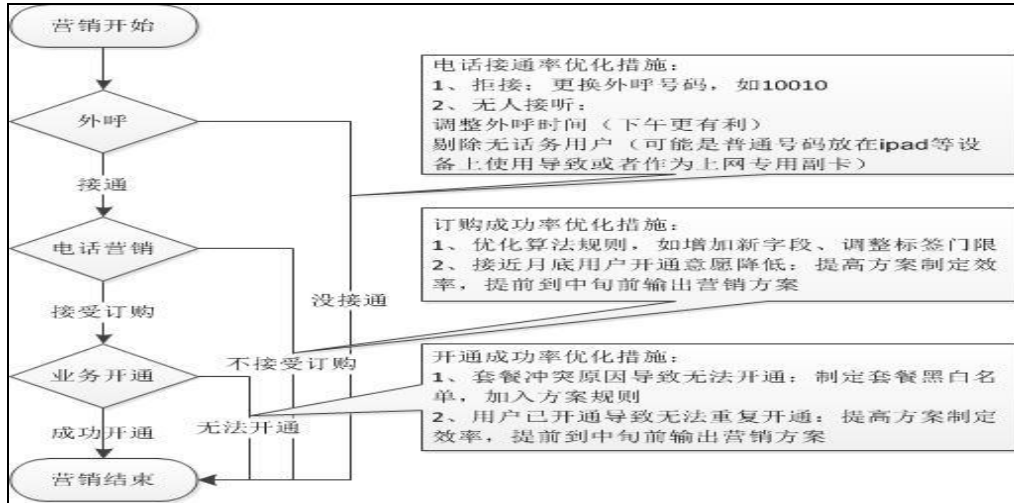 营销开始
电话接通率优化措施：
1、拒接：更换外呼号码，如10010
2、无人接听：
调整外呼时间（下午更有利）
剔除无话务用户（可能是普通号码放在ipad等设
备上使用导致或者作为上网专用副卡）
外呼
接通
电话营销
订购成功率优化措施：
1、优化算法规则，如增加新字段、调整标签门限
2、接近月底用户开通意愿降低：提高方案制定效
率，提前到中旬前输出营销方案
没接通
接受订购
不接受订购
业务开通
开通成功率优化措施：
1、套餐冲突原因导致无法开通：制定套餐黑白名
单，加入方案规则
2、用户已开通导致无法重复开通：提高方案制定
效率，提前到中旬前输出营销方案
无法开通
成功开通
营销结束